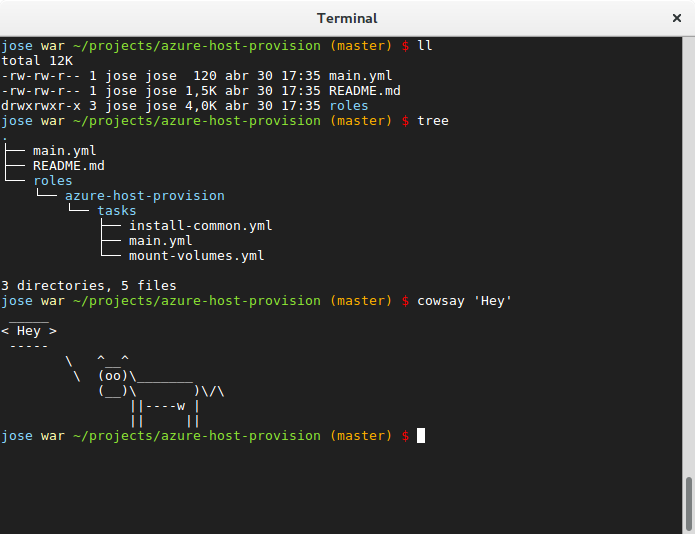 Terminal
jose war ~/projects/azure-host-provision (master) $ ll
total 12K
-rw-rw-r-- 1 jose jose  120 abr 30 17:35 main.yml
-rw-rw-r-- 1 jose jose 1,5K abr 30 17:35 README.md
drwxrwxr-x 3 jose jose 4,0K abr 30 17:35 roles
jose war ~/projects/azure-host-provision (master) $ tree
.
├── main.yml
├── README.md
└── roles
    └── azure-host-provision
        └── tasks
            ├── install-common.yml
            ├── main.yml
            └── mount-volumes.yml

3 directories, 5 files
jose war ~/projects/azure-host-provision (master) $ cowsay 'Hey'
 _____
< Hey >
 -----
        \   ^__^
         \  (oo)\_______
            (__)\       )\/\
                ||----w |
                ||     ||
jose war ~/projects/azure-host-provision (master) $